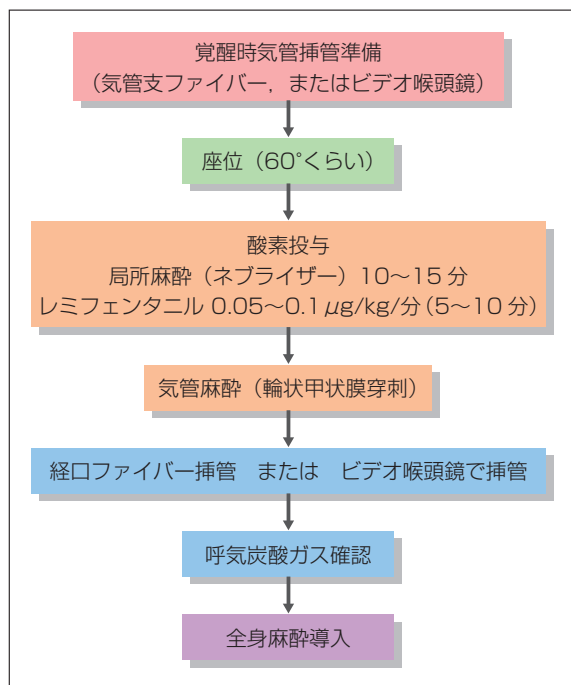 覚醒時気管挿管準備
（気管支ファイバー，またはビデオ喉頭鏡）
座位（60°くらい）
酸素投与
局所麻酔（ネブライザー）10〜15 分
レミフェンタニル 0.05〜0.1 μg/kg/分（5〜10 分）
気管麻酔（輪状甲状膜穿刺）
経口ファイバー挿管　または　ビデオ喉頭鏡で挿管
呼気炭酸ガス確認
全身麻酔導入